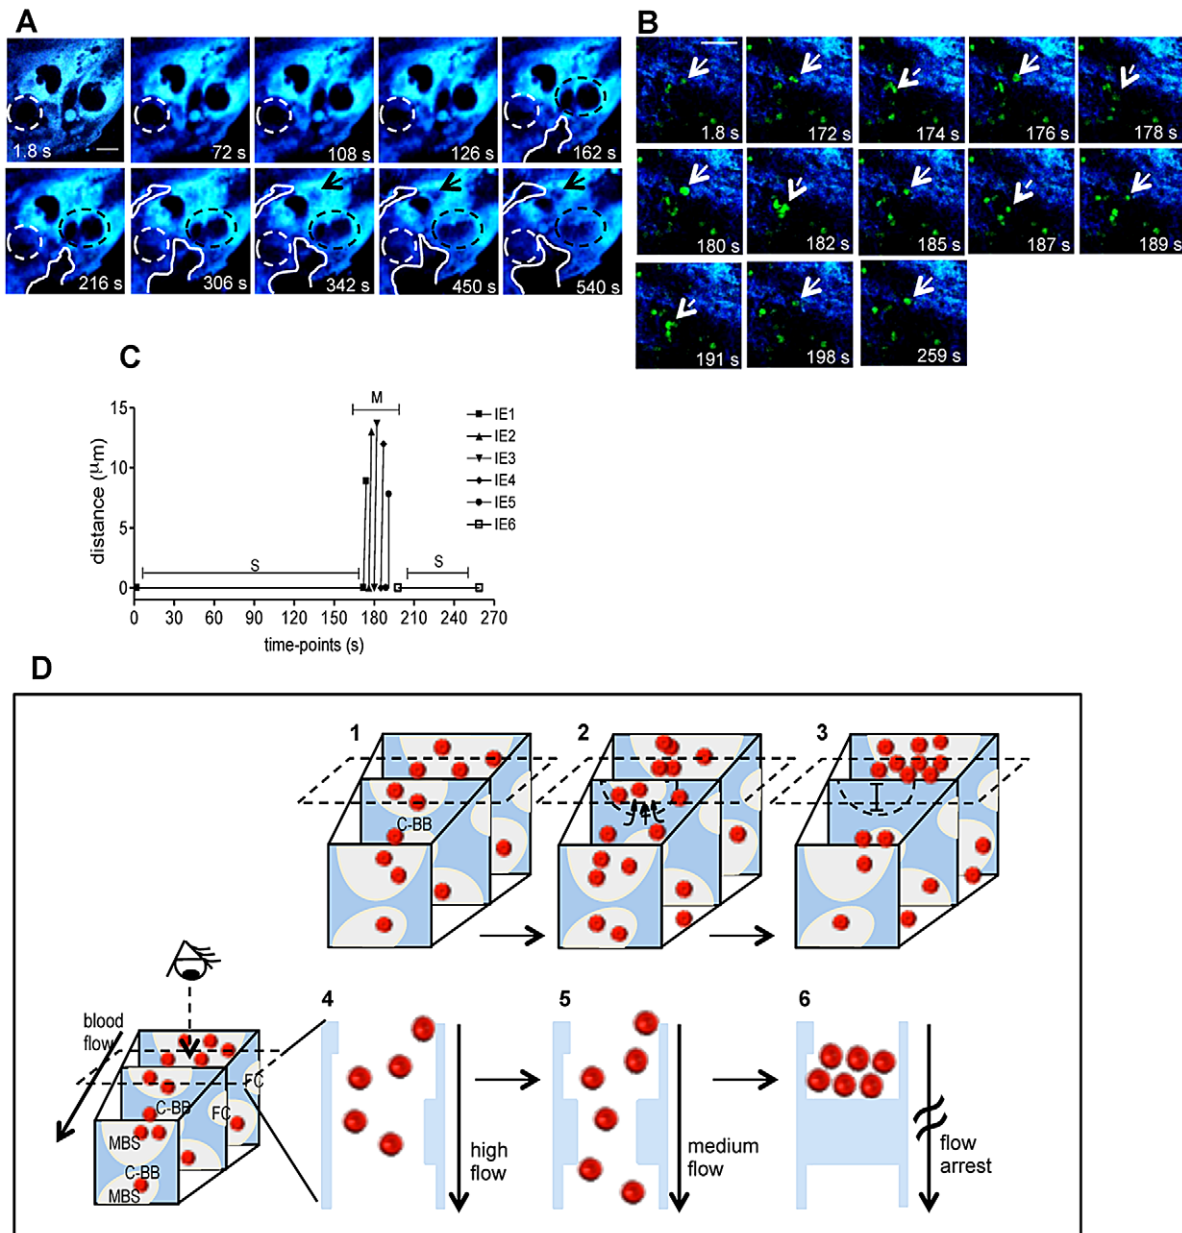 A
1.8 s
72 s
108 s
126 s
162 s
216 s
306 s
342 s
450 s
540 s
B
1.8 s
172 s
174 s
176 s
178 s
180 s
182 s
185 s
187 s
189 s
191 s
198 s
259 s
C
distance (µm)
15
10
5
0
M
S
S
IE1
IE2
IE3
IE4
IE5
IE6
0 30 60 90 120 150 180 210 240 270
time-points (s)
D
1
2
3
C-BB
blood
flow
FC
C-BB
FC
MBS
C-BB
MBS
4
5
6
high
flow
medium
flow
flow
arrest